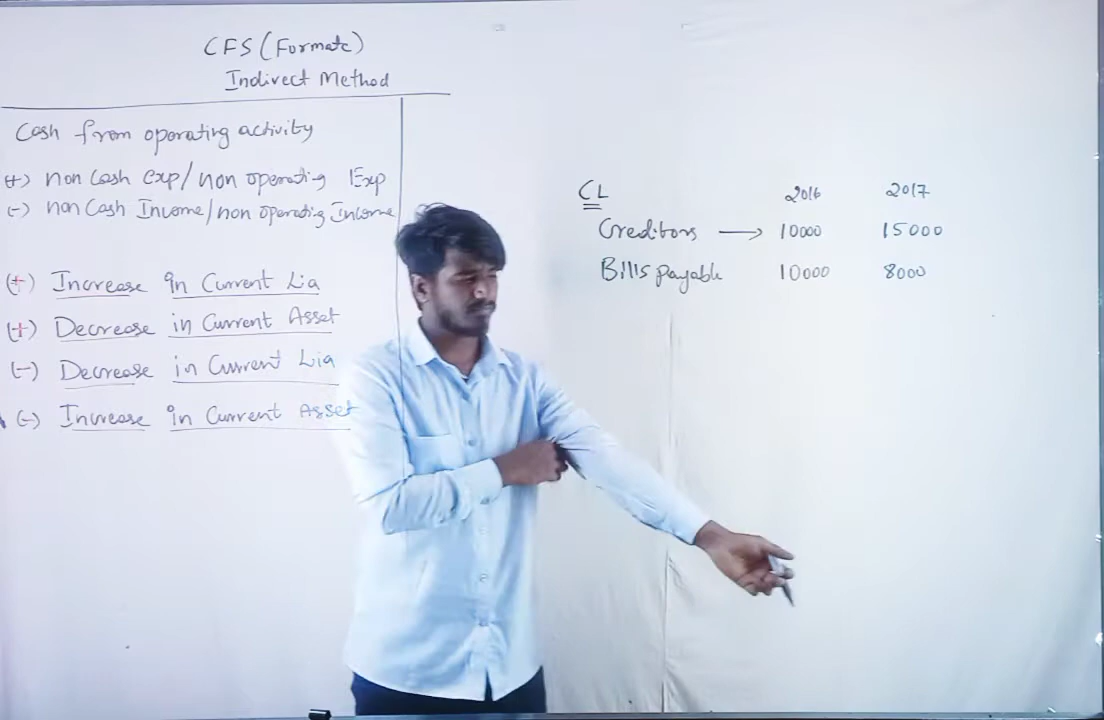 CFS (Formate)
Indirect Method
Cash from operating activity
(+) non Cash exp/non operating Exp
(-) non Cash Income/non operating Income
(+) Increase in Current Lia
(+) Decrease in Current Asset
(-) Decrease in Current Lia
(-) Increase in Current Asset
CL 2016 2017
Creditors → 10000 15000
Bills payable 10000 8000